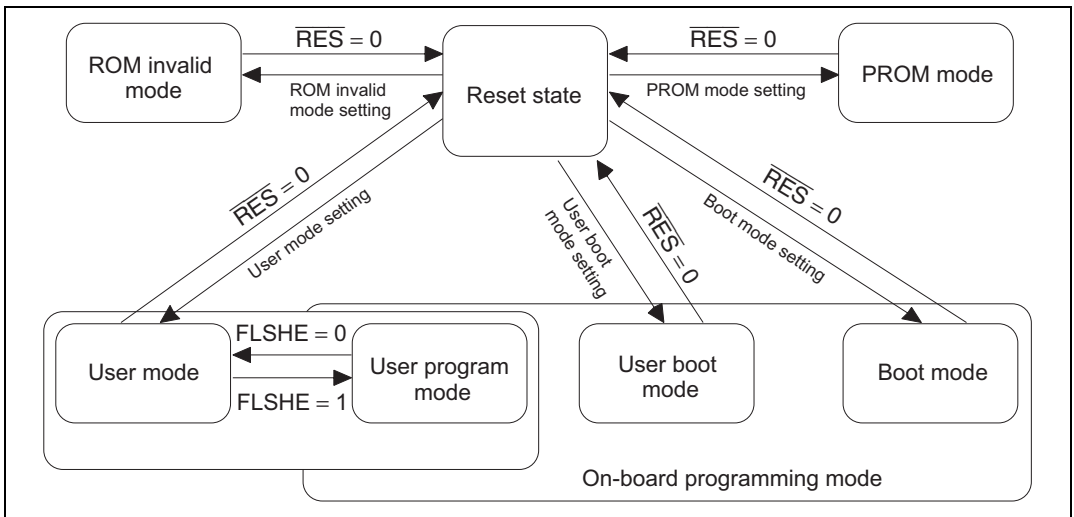 RES = 0
RES = 0
ROM invalid
mode
Reset state
PROM mode
ROM invalid
mode setting
PROM mode setting
RES = 0
User mode setting
User boot
mode setting
RES = 0
Boot mode setting
RES = 0
FLSHE = 0
User mode
User program
mode
FLSHE = 1
User boot
mode
Boot mode
On-board programming mode